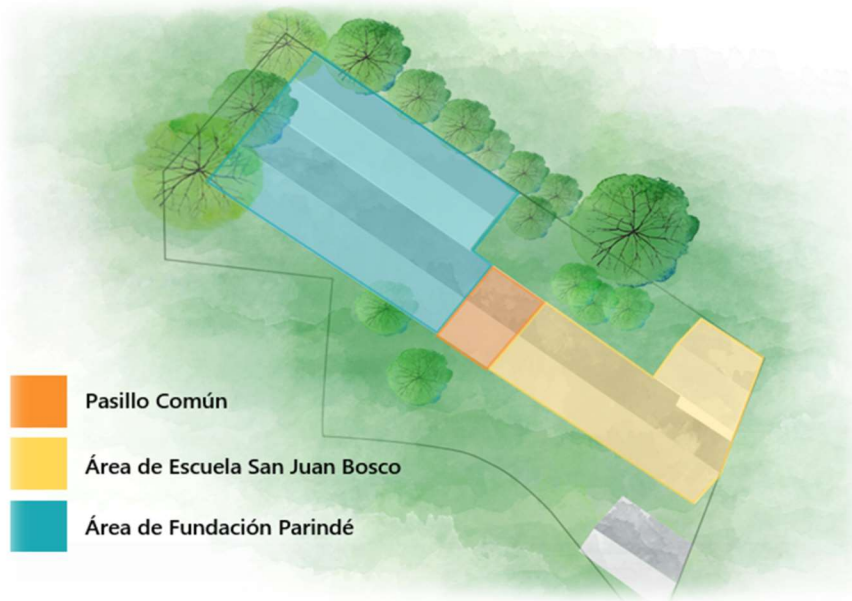 Pasillo Común
Área de Escuela San Juan Bosco
Área de Fundación Parindé